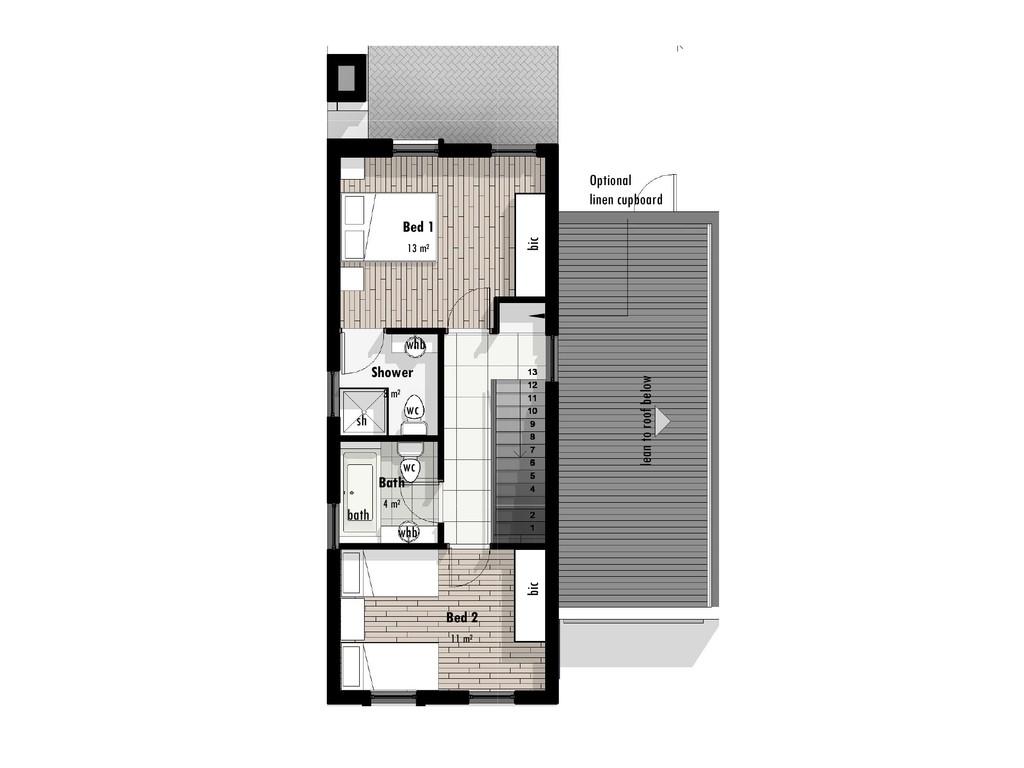 Optional
linen cupboard
Bed 1
13 m²
bic
whb
Shower
3 m²
wc
sh
13
12
11
10
9
8
7
6
5
4
2
1
lean to roof below
wc
Bath
4 m²
bath
whb
bic
Bed 2
11 m²